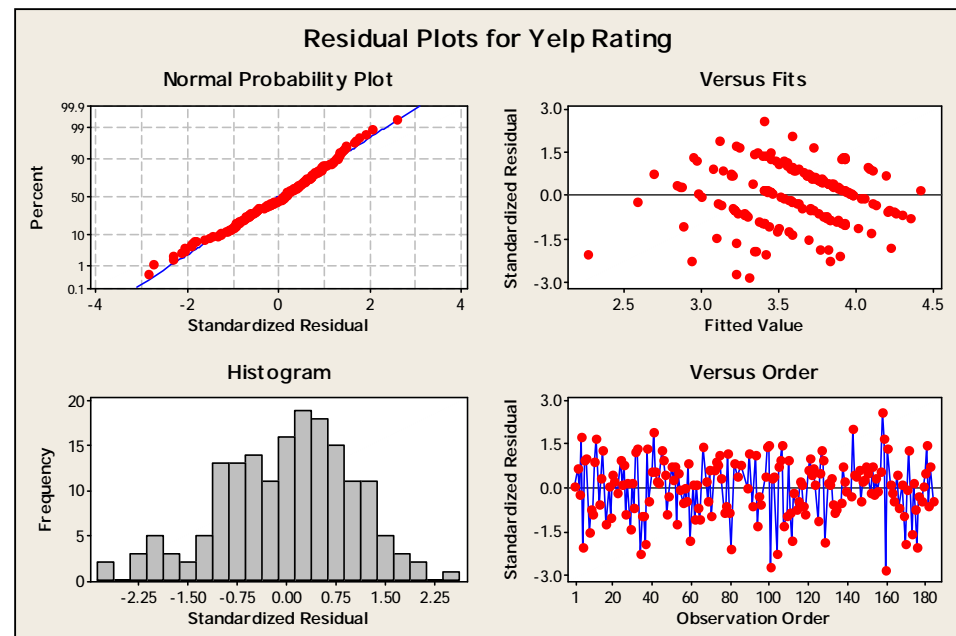 Residual Plots for Yelp Rating
Normal Probability Plot
99.9
99
90
50
10
1
0.1
Percent
-4 -2 0 2 4
Standardized Residual
Versus Fits
3.0
1.5
0.0
-1.5
-3.0
Standardized Residual
2.5 3.0 3.5 4.0 4.5
Fitted Value
Histogram
20
15
10
5
0
Frequency
-2.25 -1.50 -0.75 0.00 0.75 1.50 2.25
Standardized Residual
Versus Order
3.0
1.5
0.0
-1.5
-3.0
Standardized Residual
1 20 40 60 80 100 120 140 160 180
Observation Order